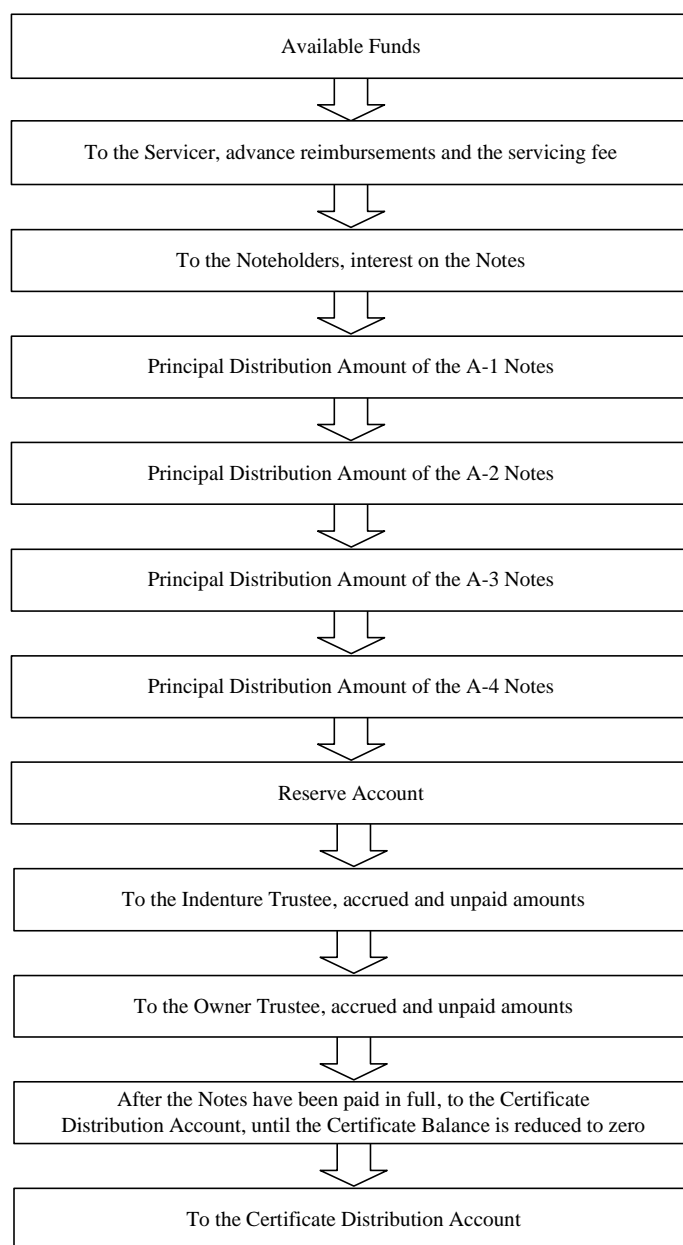 Available Funds
To the Servicer, advance reimbursements and the servicing fee
To the Noteholders, interest on the Notes
Principal Distribution Amount of the A-1 Notes
Principal Distribution Amount of the A-2 Notes
Principal Distribution Amount of the A-3 Notes
Principal Distribution Amount of the A-4 Notes
Reserve Account
To the Indenture Trustee, accrued and unpaid amounts
To the Owner Trustee, accrued and unpaid amounts
After the Notes have been paid in full, to the Certificate
Distribution Account, until the Certificate Balance is reduced to zero
To the Certificate Distribution Account